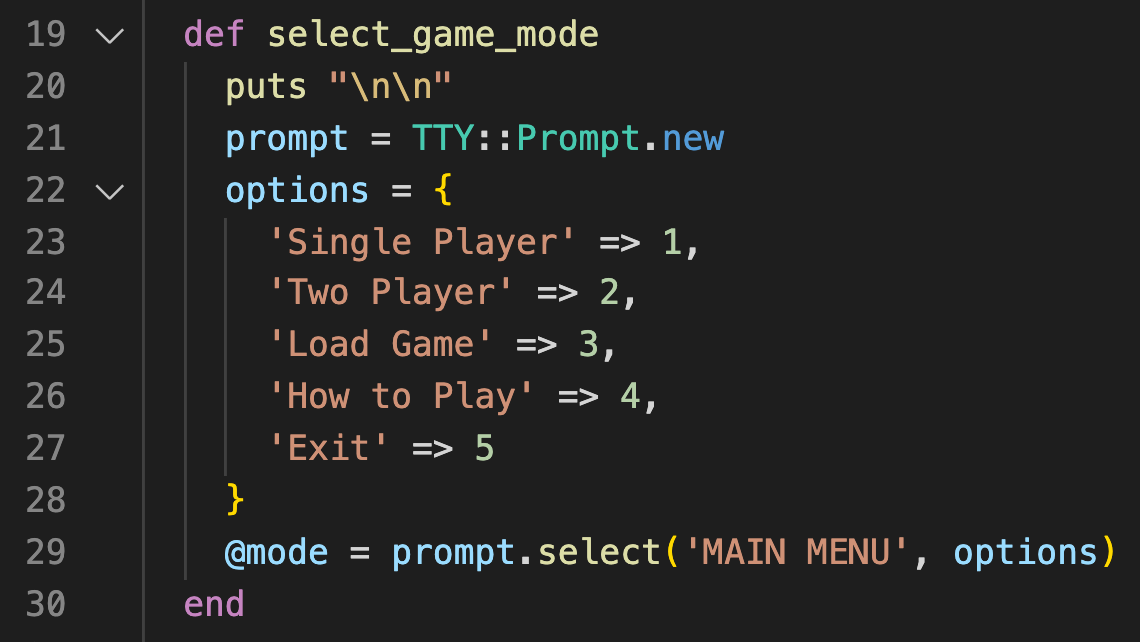 19 def select_game_mode
20 puts "\n\n"
21 prompt = TTY::Prompt.new
22 options = {
23 'Single Player' => 1,
24 'Two Player' => 2,
25 'Load Game' => 3,
26 'How to Play' => 4,
27 'Exit' => 5
28 }
29 @mode = prompt.select('MAIN MENU', options)
30 end